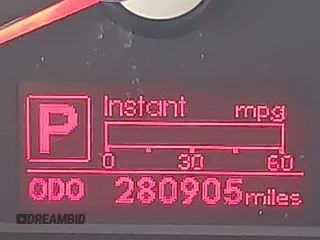 P
Instant mpg
0 30 60
ODO 280905 miles
DREAMBID